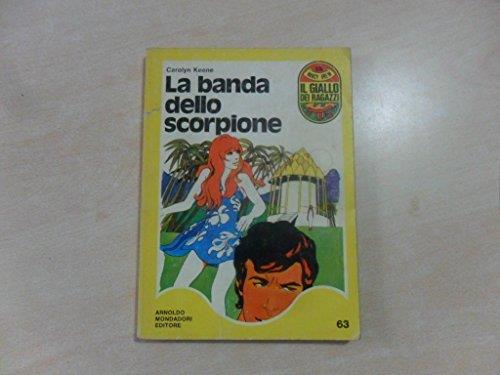 Carolyn Keene
La banda
dello
scorpione
IL GIALLO
DEI RAGAZZI
ARNOLDO
MONDADORI
EDITORE
63